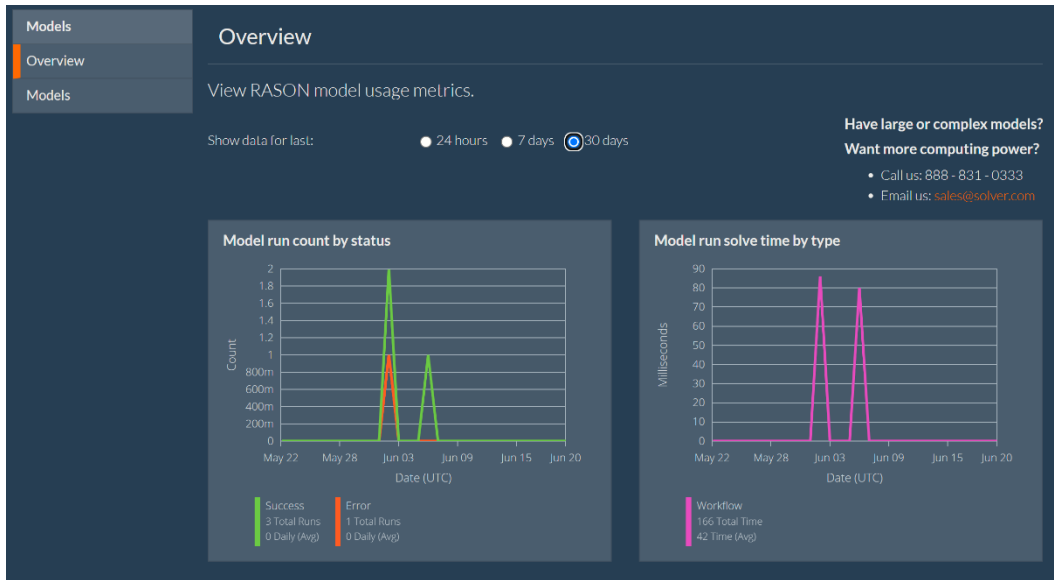 Models
Overview
Models
Overview
View RASON model usage metrics.
Show data for last:
24 hours
7 days
30 days
Have large or complex models?
Want more computing power?
• Call us: 888 - 831 - 0333
• Email us: sales@solver.com
Model run count by status
2
1.8
1.6
1.4
1.2
1
800m
600m
400m
200m
0
Count
May 22 May 28 Jun 03 Jun 09 Jun 15 Jun 20
Date (UTC)
Success
3 Total Runs
0 Daily (Avg)
Error
1 Total Runs
0 Daily (Avg)
Model run solve time by type
90
80
70
60
50
40
30
20
10
0
Milliseconds
May 22 May 28 Jun 03 Jun 09 Jun 15 Jun 20
Date (UTC)
Workflow
166 Total Time
42 Time (Avg)